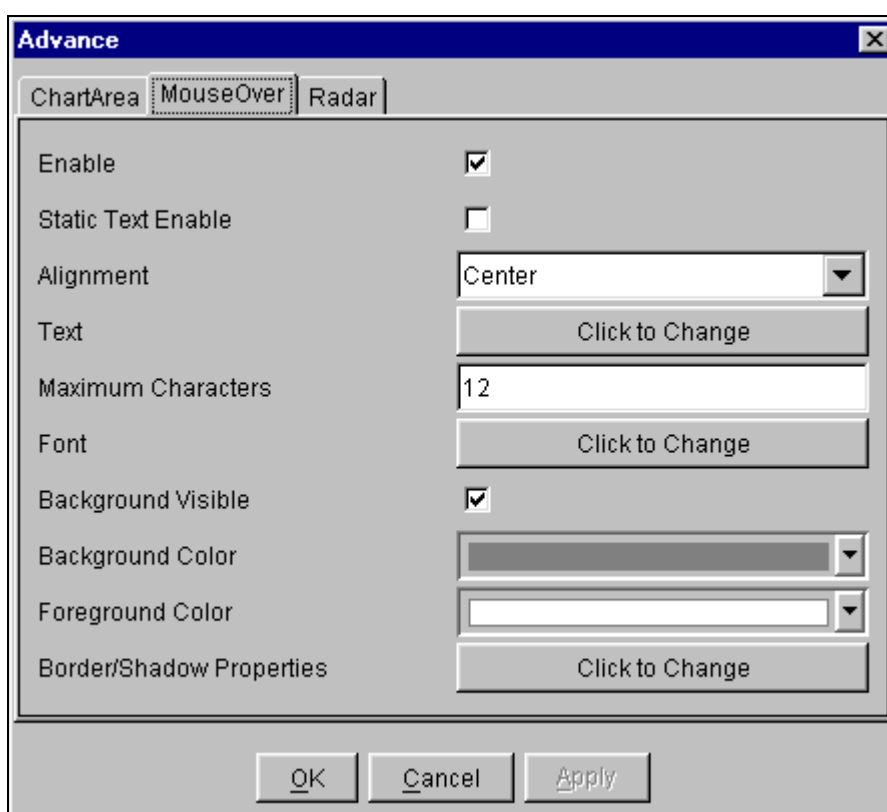 Advance
ChartArea MouseOver Radar
Enable
Static Text Enable
Alignment Center
Text Click to Change
Maximum Characters 12
Font Click to Change
Background Visible
Background Color
Foreground Color
Border/Shadow Properties Click to Change
OK Cancel Apply